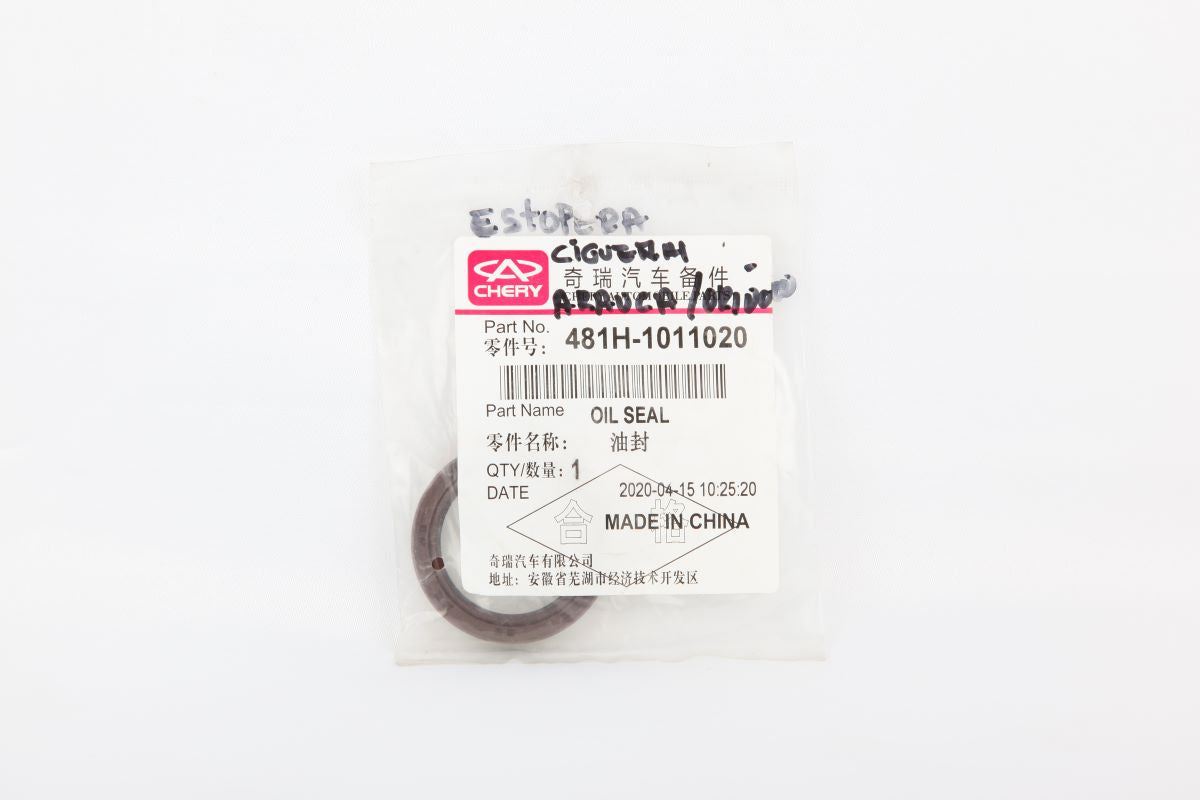 ESTOPERA
CIGUEÑAL
奇瑞汽车备件
CHERY
CHERY AUTOMOBILE PARTS
ARAUCA /
Part No.
零件号: 481H-1011020
Part Name OIL SEAL
零件名称: 油封
QTY/数量: 1
DATE 2020-04-15 10:25:20
合格
MADE IN CHINA
奇瑞汽车有限公司
地址: 安徽省芜湖市经济技术开发区